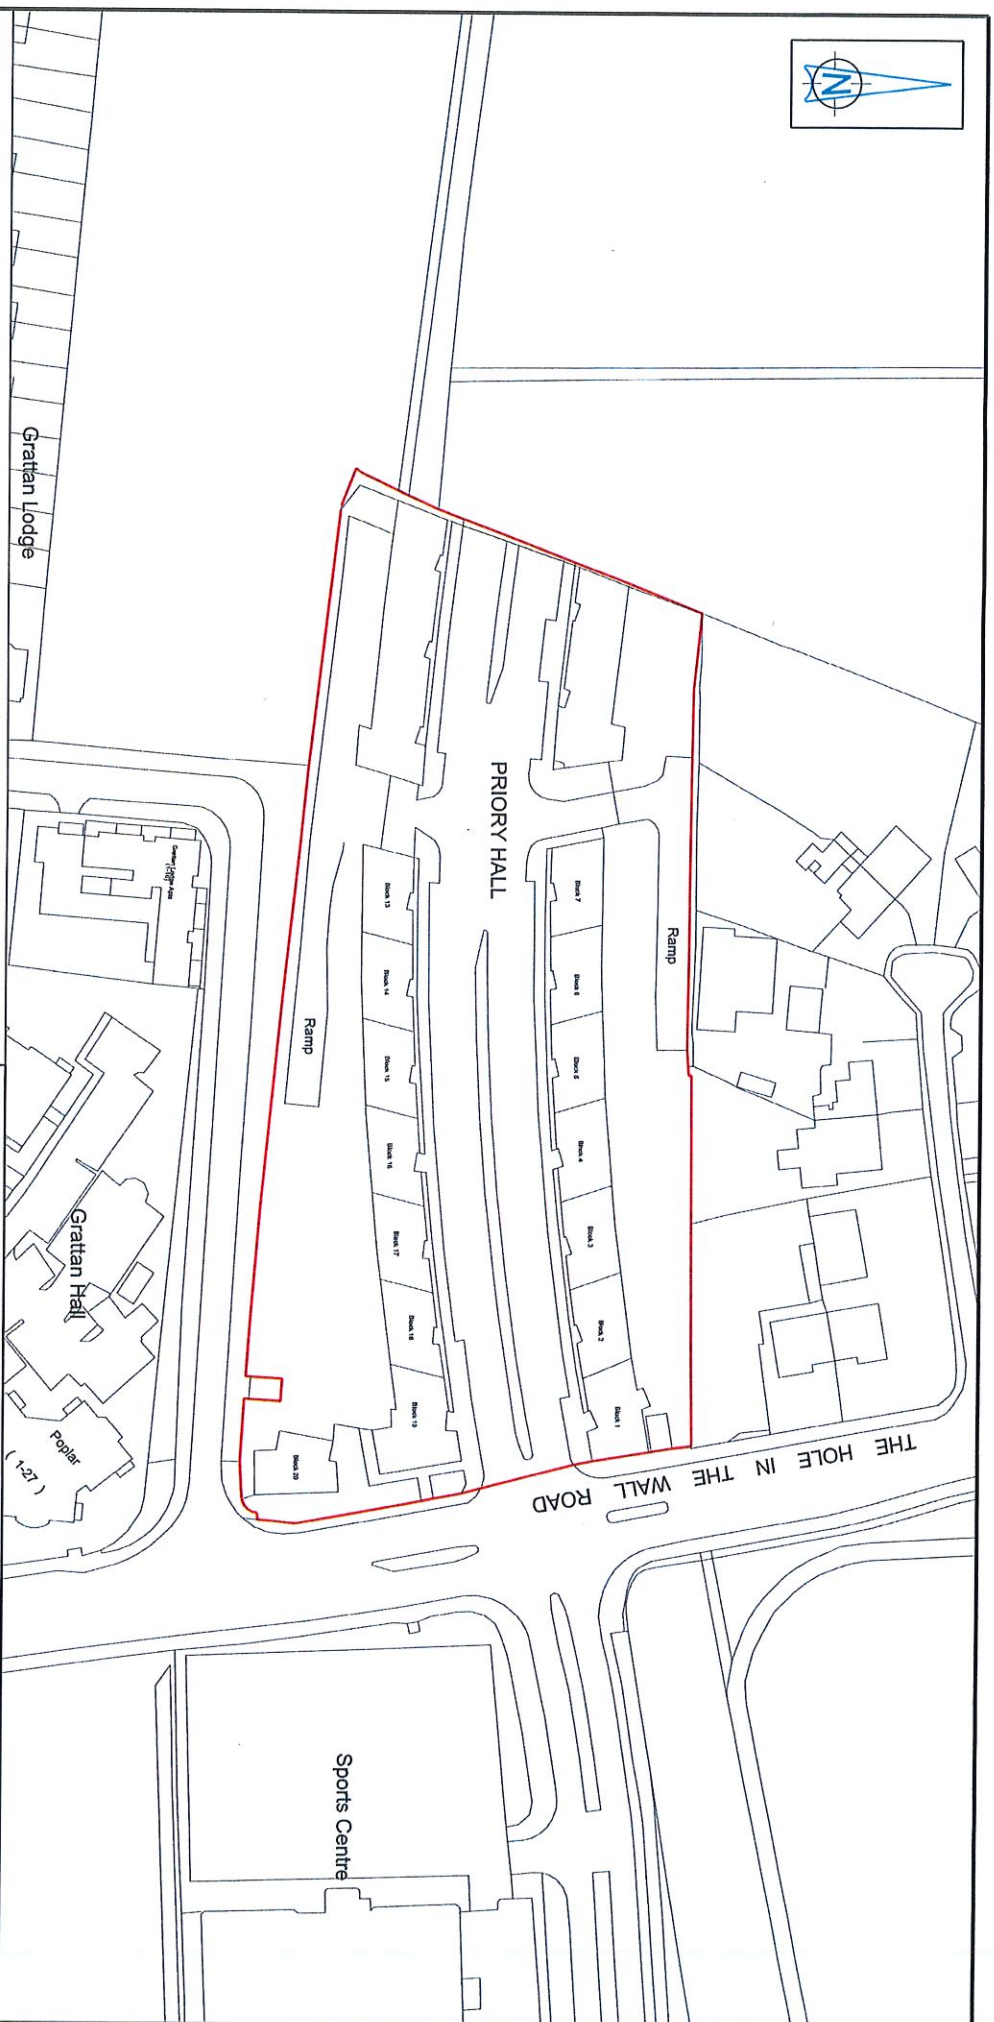 N
Grattan Lodge
PRIORY HALL
Ramp
Block 7
Block 6
Block 5
Block 4
Block 3
Block 2
Block 1
Block 13
Block 14
Block 15
Block 16
Block 17
Block 18
Block 19
Block 20
Ramp
THE HOLE IN THE WALL ROAD
Grattan Hall
Poplar
( 1-27 )
Sports Centre